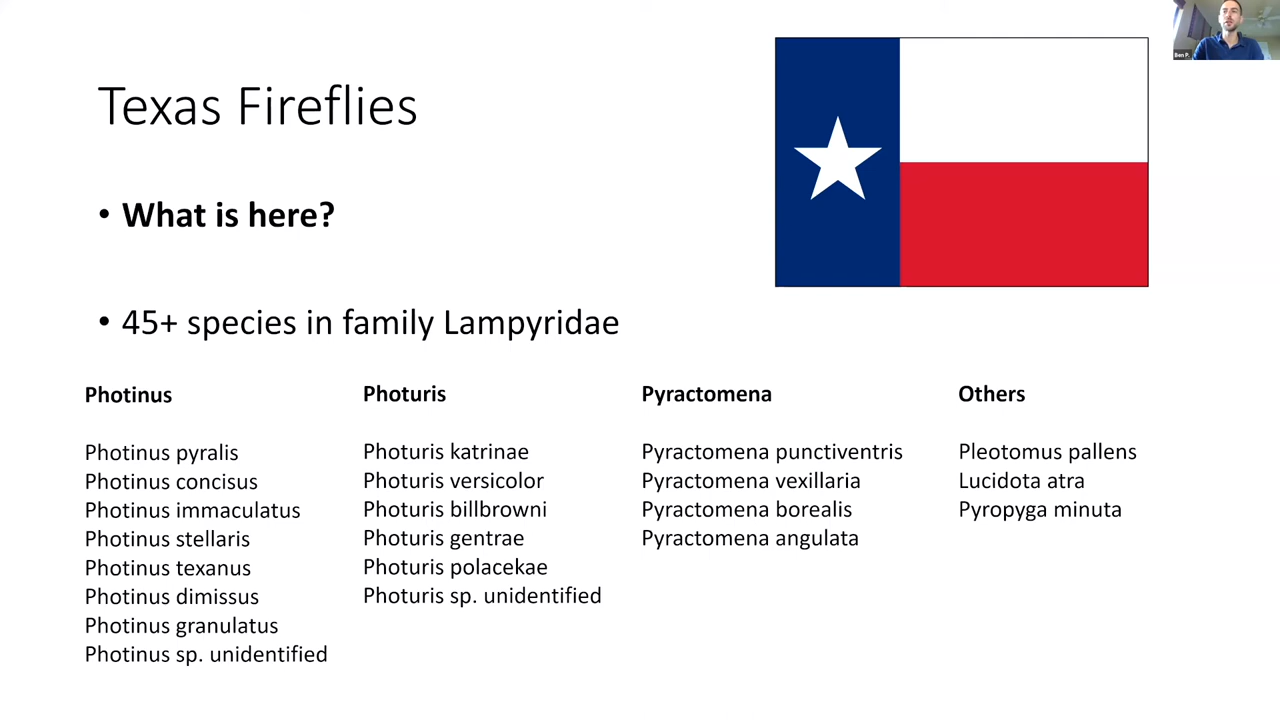 Texas Fireflies
• What is here?
• 45+ species in family Lampyridae
Photinus
Photinus pyralis
Photinus concisus
Photinus immaculatus
Photinus stellaris
Photinus texanus
Photinus dimissus
Photinus granulatus
Photinus sp. unidentified
Photuris
Photuris katrinae
Photuris versicolor
Photuris billbrowni
Photuris gentrae
Photuris polacekae
Photuris sp. unidentified
Pyractomena
Pyractomena punctiventris
Pyractomena vexillaria
Pyractomena borealis
Pyractomena angulata
Others
Pleotomus pallens
Lucidota atra
Pyropyga minuta
Ben P.